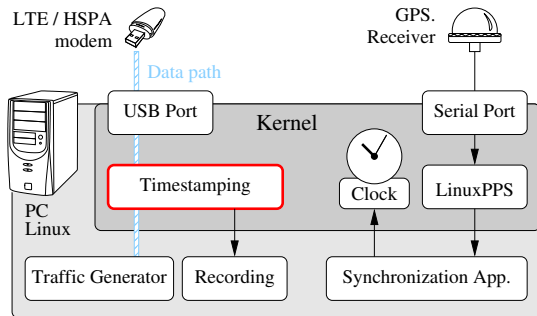 LTE / HSPA
modem
GPS.
Receiver
Data path
USB Port
Kernel
Serial Port
Timestamping
Clock
LinuxPPS
PC
Linux
Traffic Generator
Recording
Synchronization App.